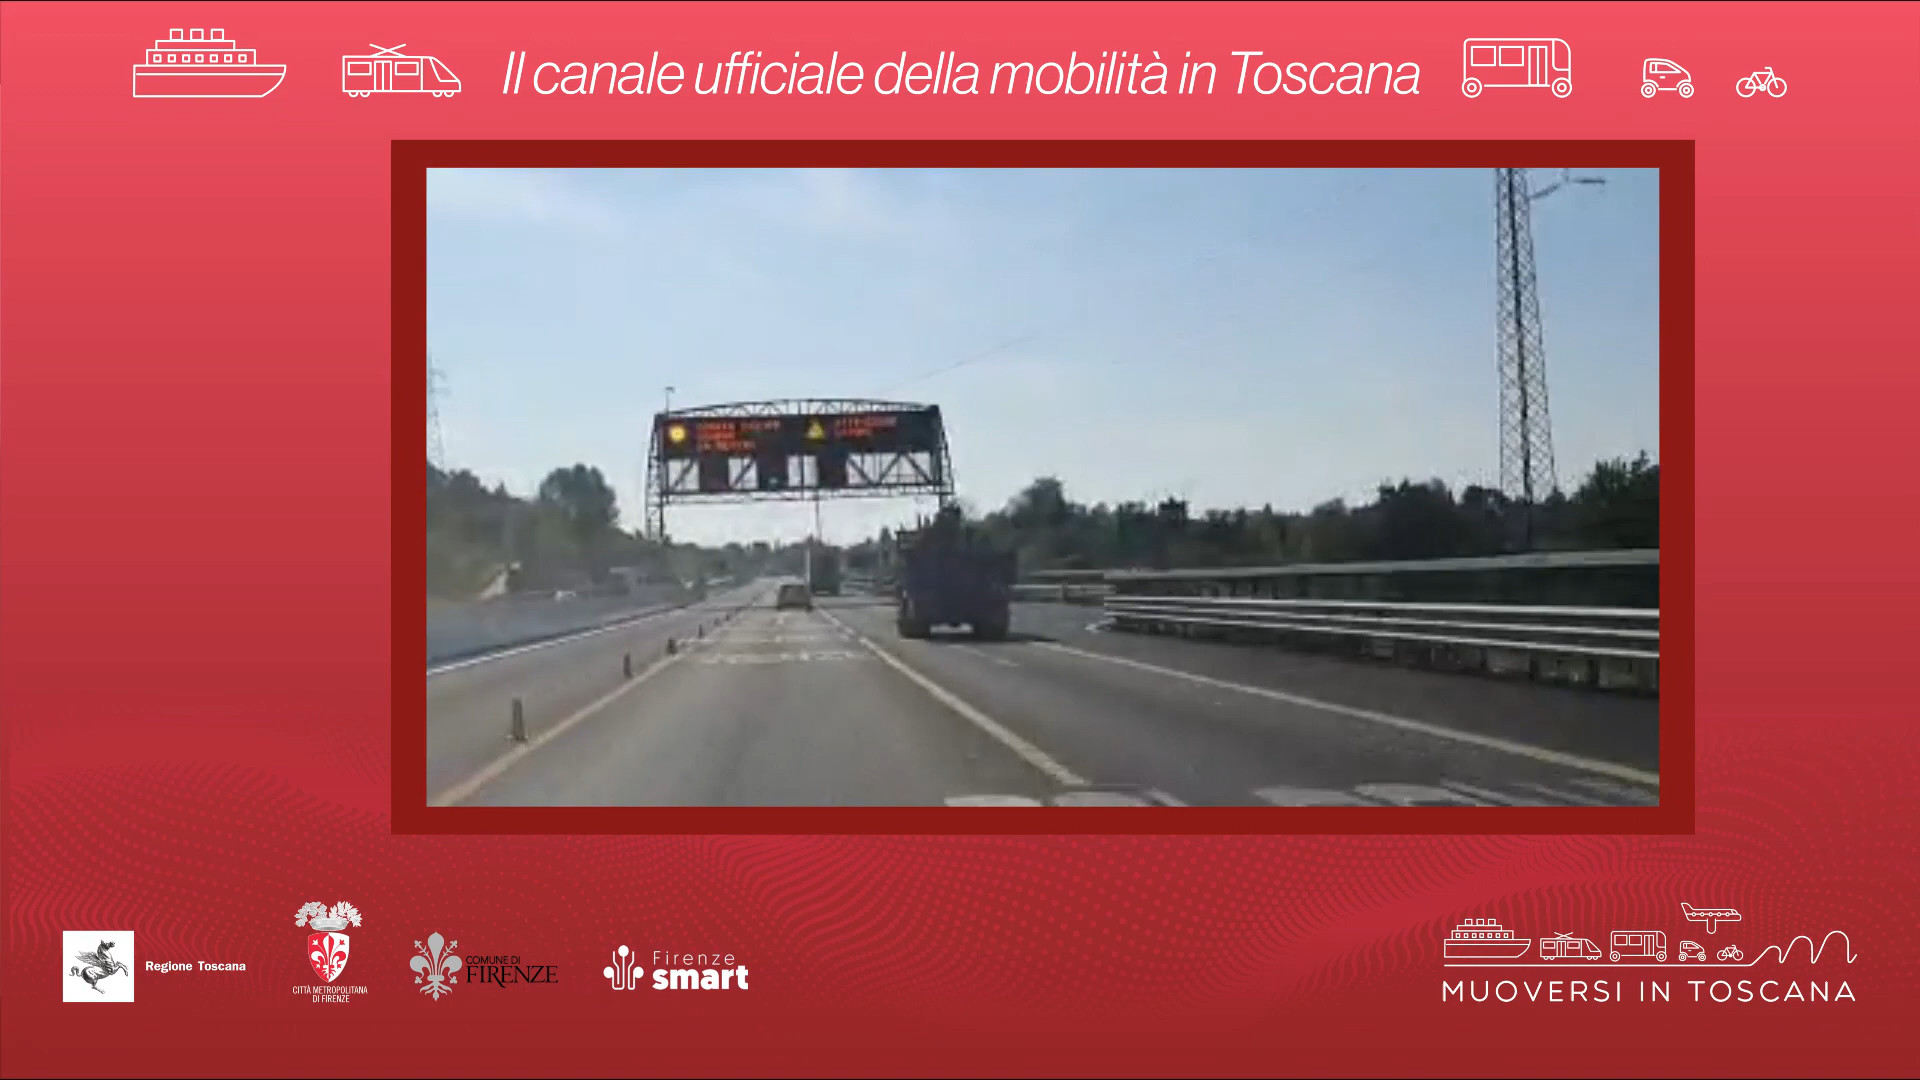 Il canale ufficiale della mobilità in Toscana
Regione Toscana
CITTÀ METROPOLITANA
DI FIRENZE
COMUNE DI
FIRENZE
Firenze
smart
MUOVERSI IN TOSCANA